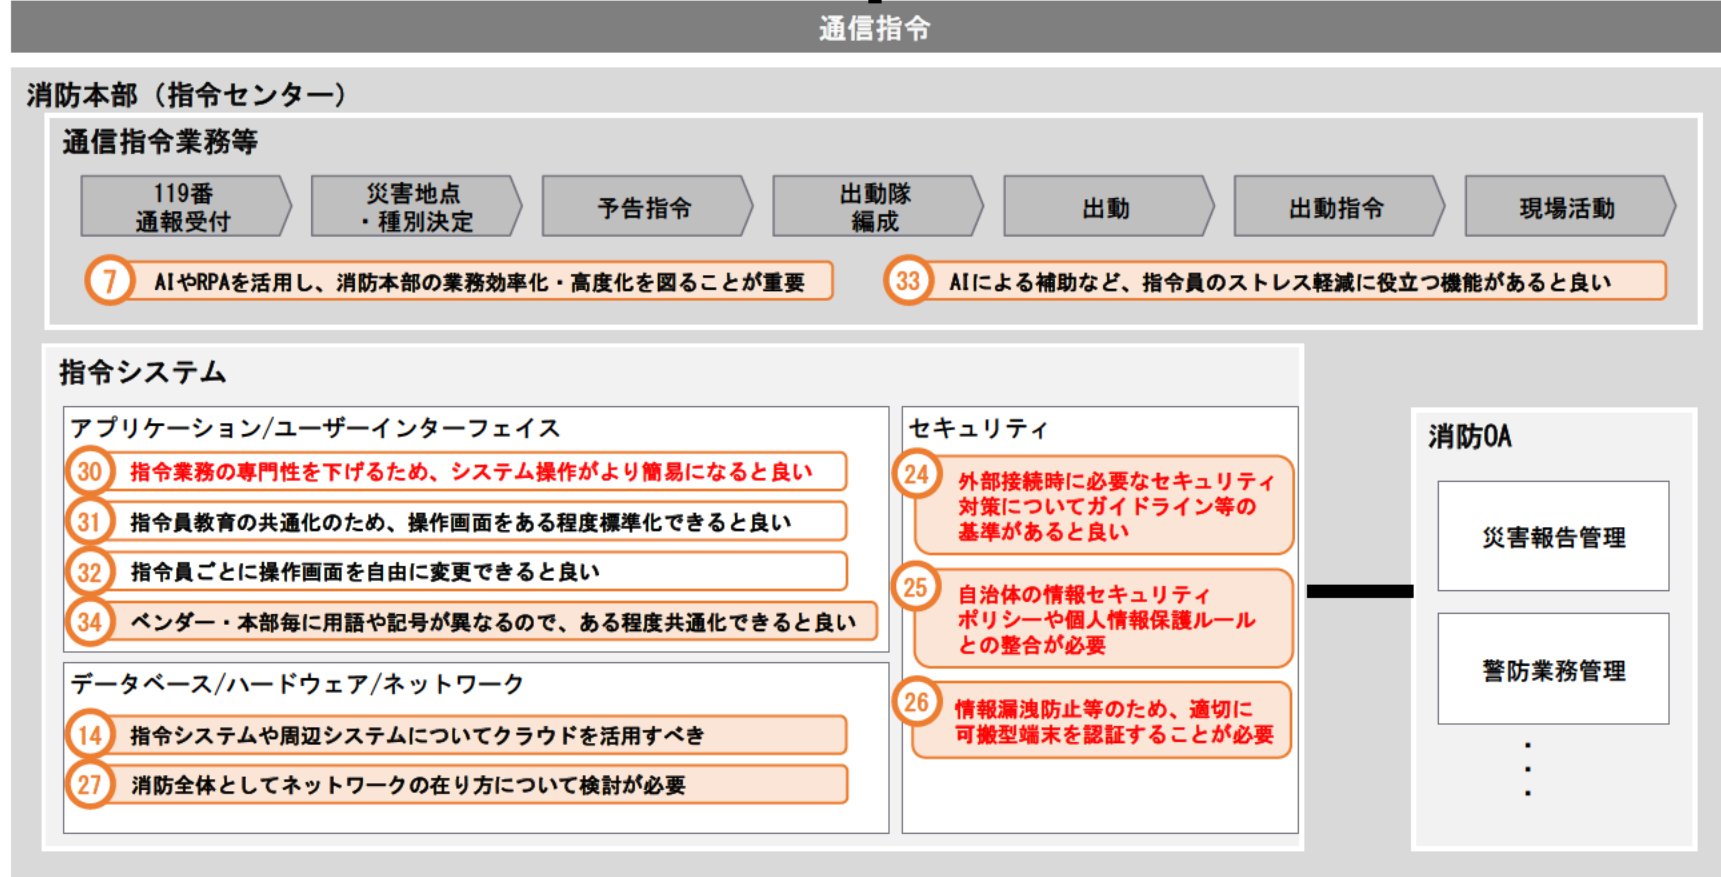 通信指令
消防本部（指令センター）
通信指令業務等
119番
通報受付
災害地点
・種別決定
予告指令
出動隊
編成
出動
出動指令
現場活動
7 AIやRPAを活用し、消防本部の業務効率化・高度化を図ることが重要
33 AIによる補助など、指令員のストレス軽減に役立つ機能があると良い
指令システム
アプリケーション/ユーザーインターフェイス
30 指令業務の専門性を下げるため、システム操作がより簡易になると良い
31 指令員教育の共通化のため、操作画面をある程度標準化できると良い
32 指令員ごとに操作画面を自由に変更できると良い
34 ベンダー・本部毎に用語や記号が異なるので、ある程度共通化できると良い
データベース/ハードウェア/ネットワーク
14 指令システムや周辺システムについてクラウドを活用すべき
27 消防全体としてネットワークの在り方について検討が必要
セキュリティ
24 外部接続時に必要なセキュリティ
対策についてガイドライン等の
基準があると良い
25 自治体の情報セキュリティ
ポリシーや個人情報保護ルール
との整合が必要
26 情報漏洩防止等のため、適切に
可搬型端末を認証することが必要
消防OA
災害報告管理
警防業務管理
・
・
・